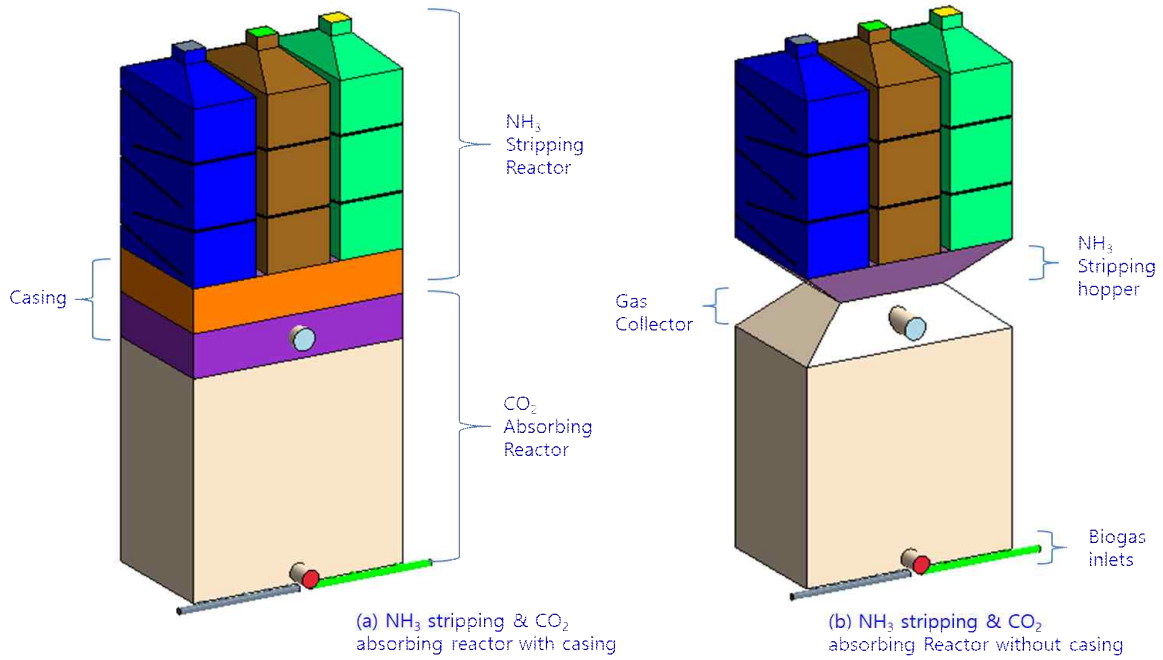 NH₃
Stripping
Reactor
Casing
CO₂
Absorbing
Reactor
(a) NH₃ stripping & CO₂
absorbing reactor with casing
NH₃
Stripping
hopper
Gas
Collector
Biogas
inlets
(b) NH₃ stripping & CO₂
absorbing Reactor without casing